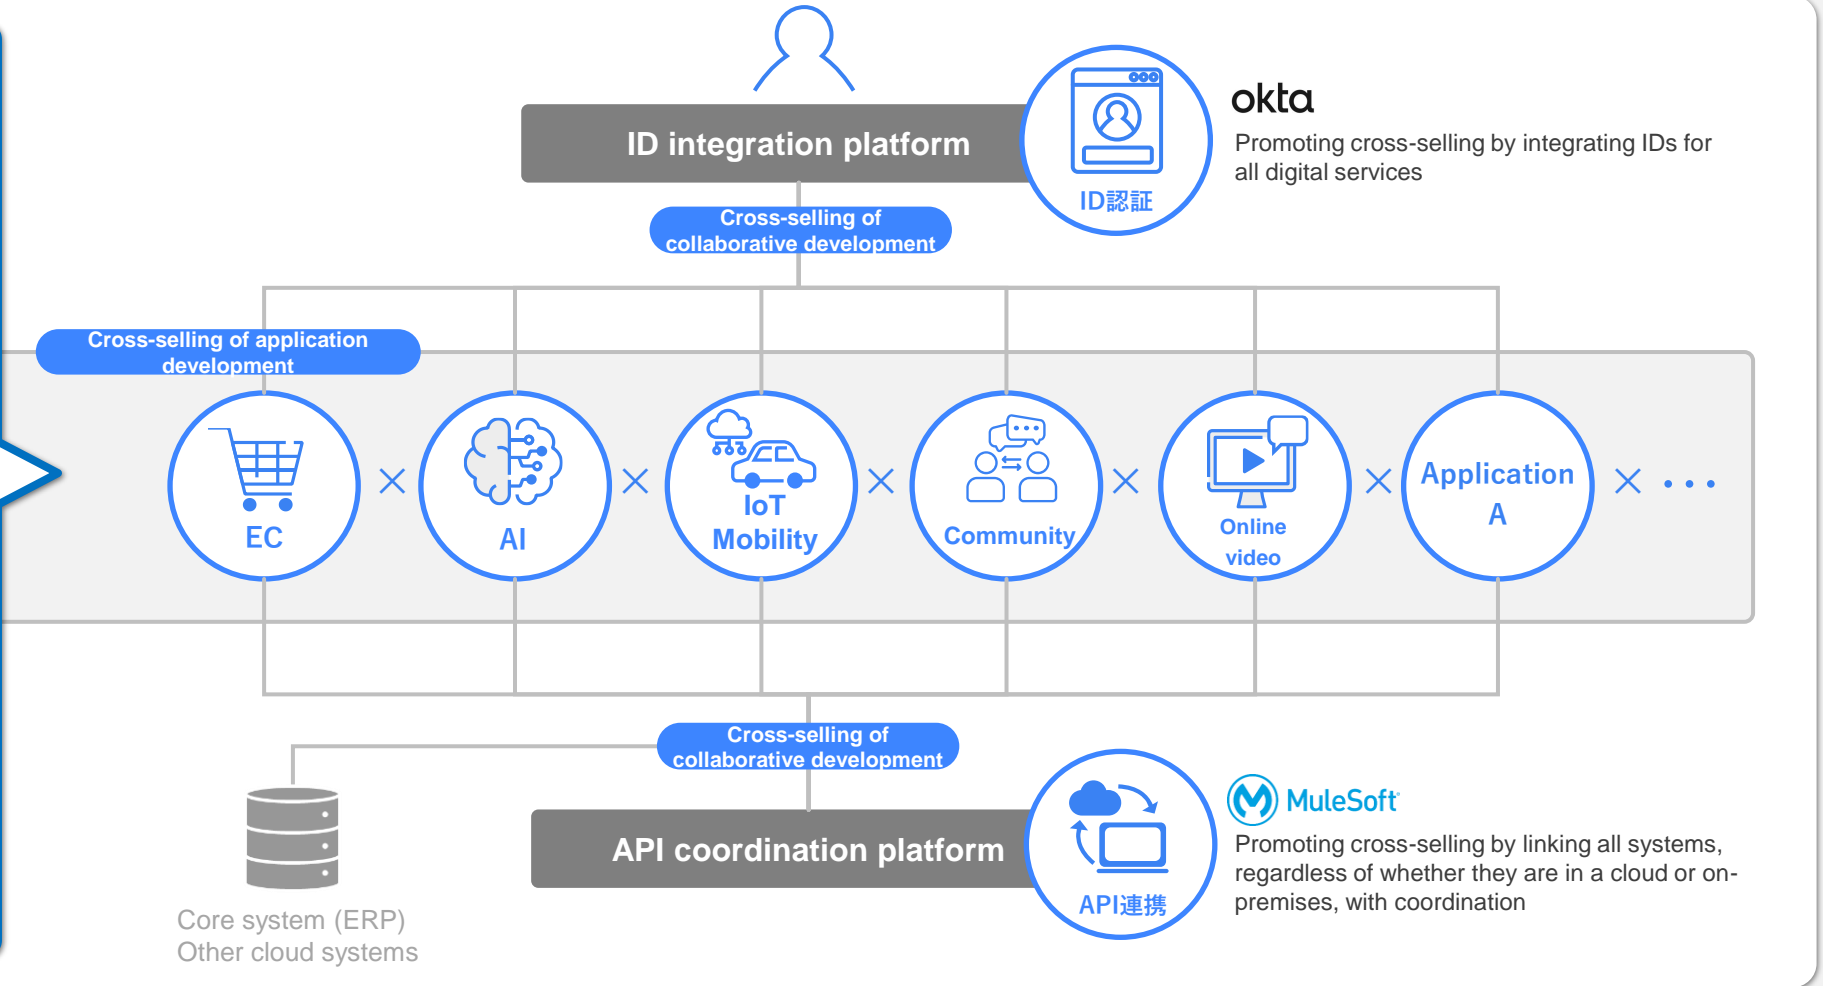 ID integration platform
okta
Promoting cross-selling by integrating IDs for
all digital services
ID認証
Cross-selling of
collaborative development
Cross-selling of application
development
EC
AI
IoT
Mobility
Community
Online
video
Application
A
Cross-selling of
collaborative development
API coordination platform
API連携
MuleSoft
Promoting cross-selling by linking all systems,
regardless of whether they are in a cloud or on-
premises, with coordination
Core system (ERP)
Other cloud systems